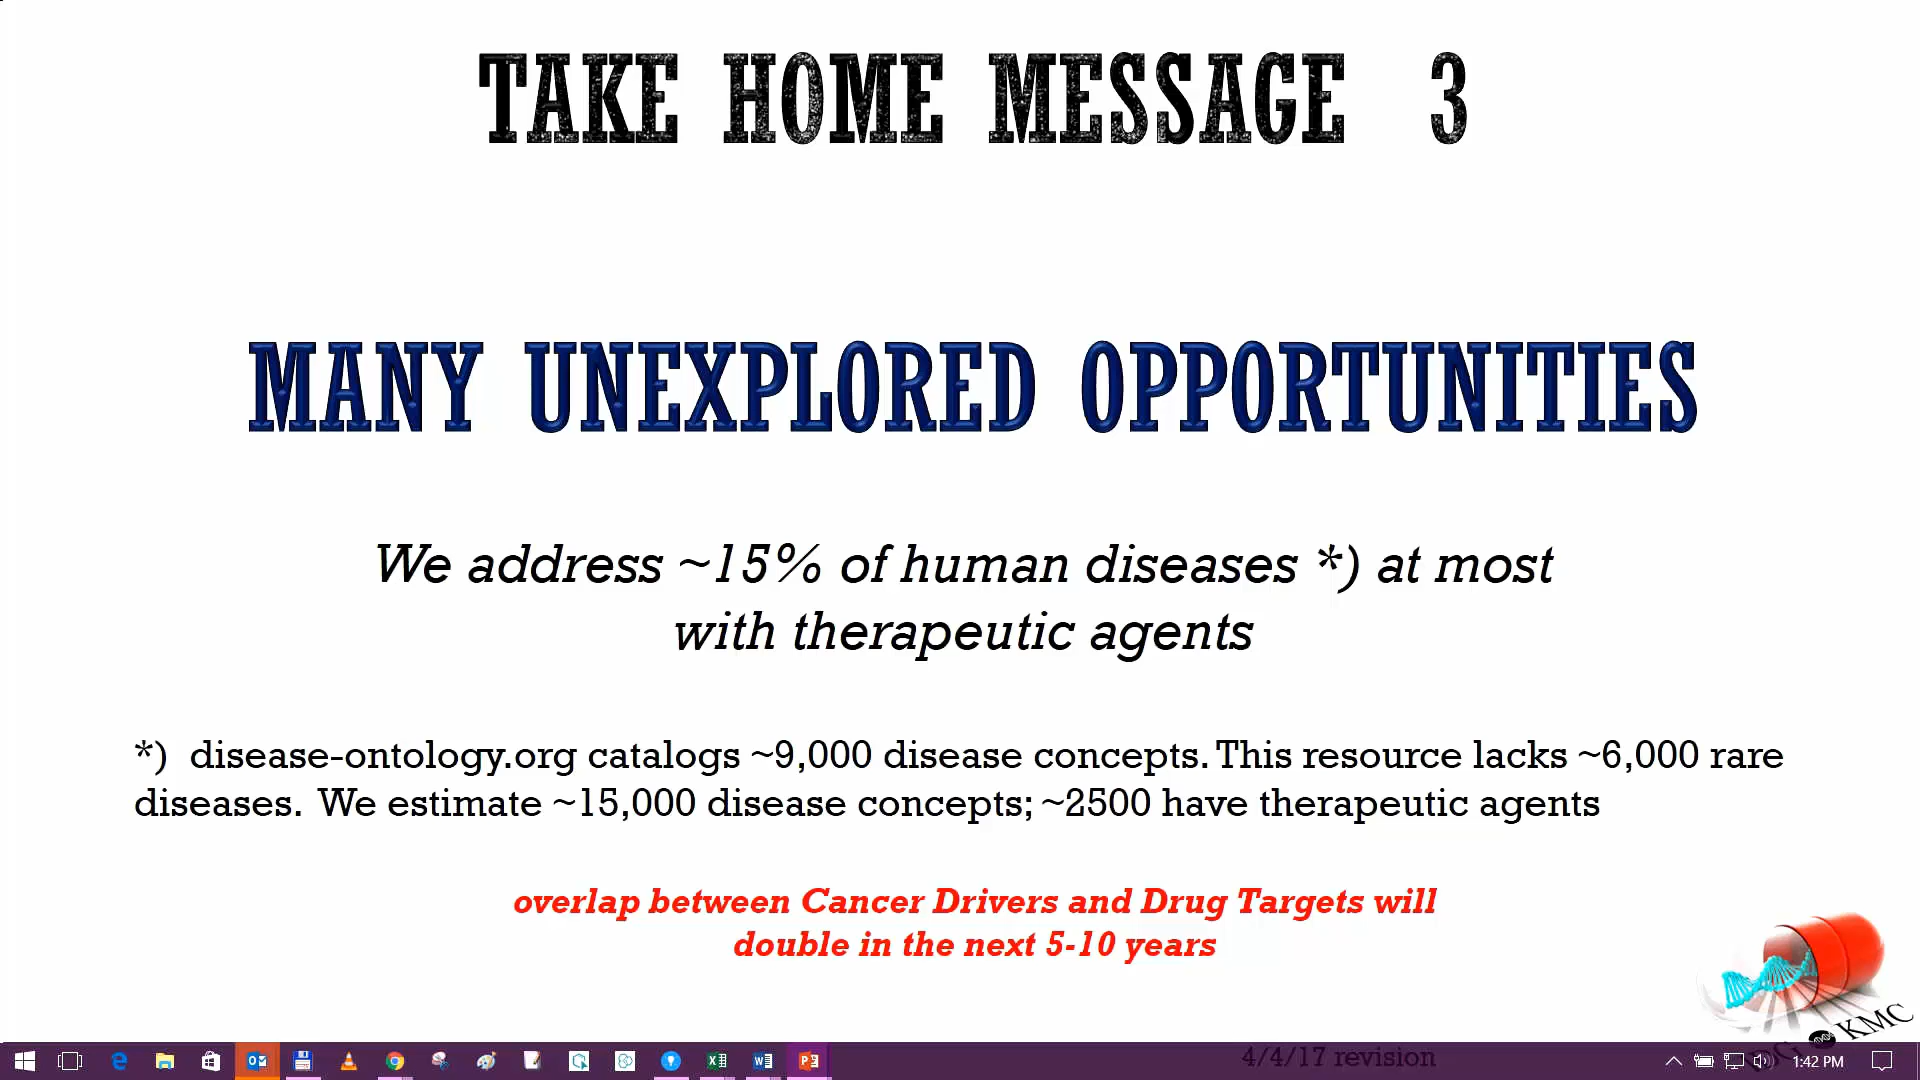 TAKE HOME MESSAGE 3
MANY UNEXPLORED OPPORTUNITIES
We address ~15% of human diseases *) at most
with therapeutic agents
*) disease-ontology.org catalogs ~9,000 disease concepts. This resource lacks ~6,000 rare
diseases. We estimate ~15,000 disease concepts; ~2500 have therapeutic agents
overlap between Cancer Drivers and Drug Targets will
double in the next 5-10 years
KMC
4/4/17 revision
1:42 PM